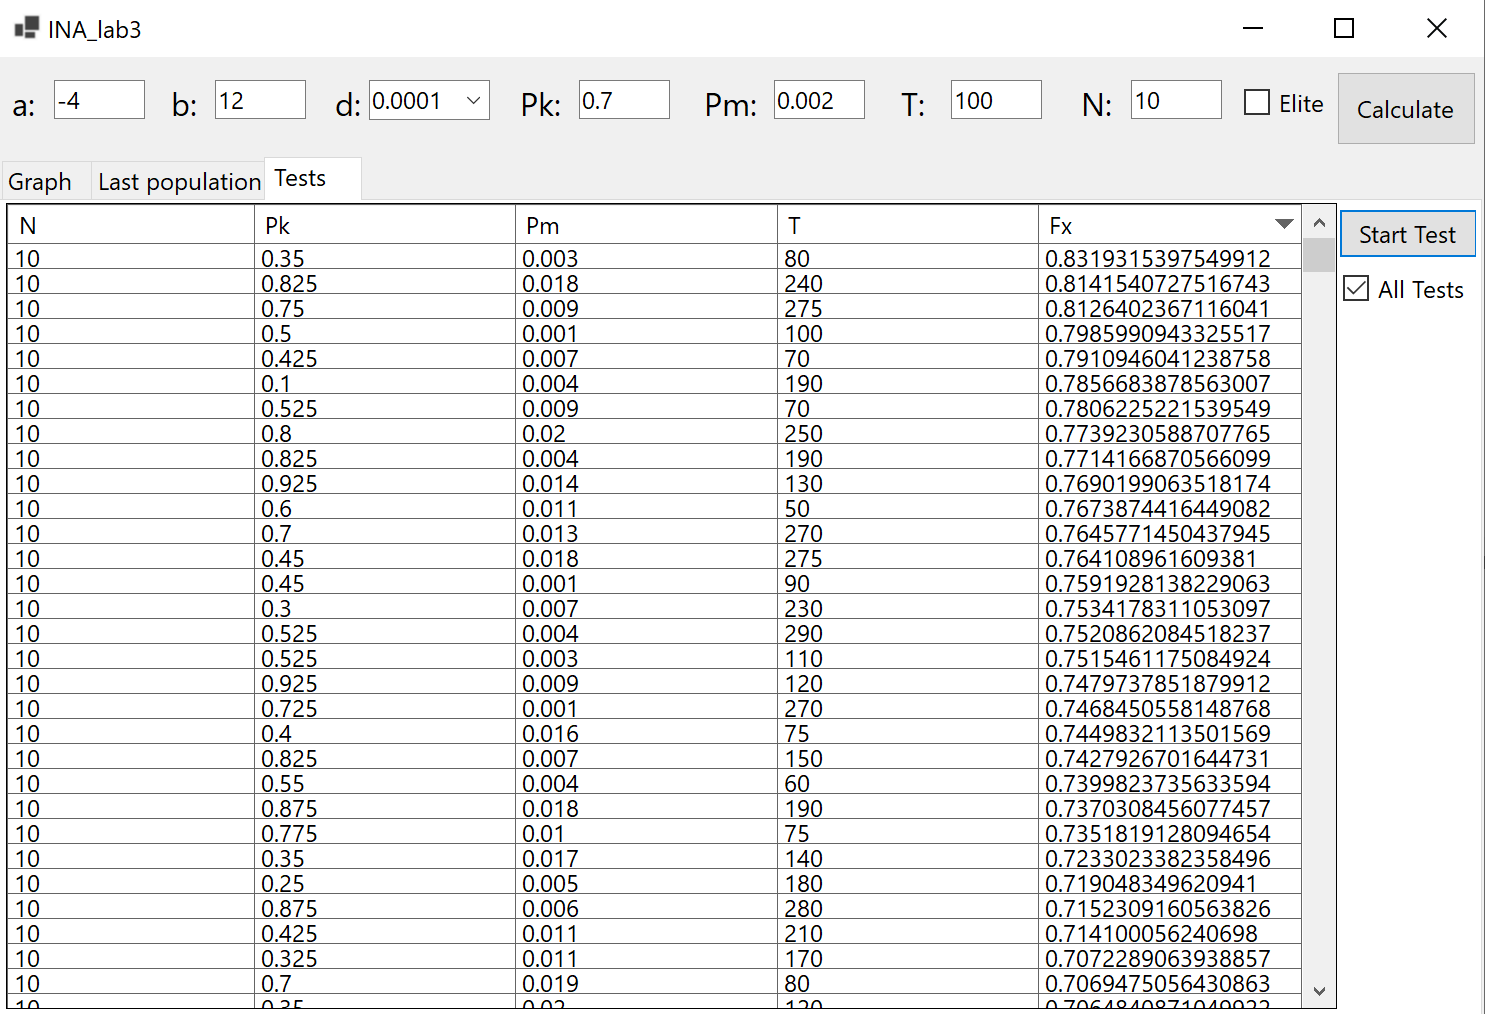 INA_lab3
a: -4 b: 12 d: 0.0001 Pk: 0.7 Pm: 0.002 T: 100 N: 10 Elite Calculate
Graph Last population Tests
N Pk Pm T Fx
Start Test
All Tests
10 0.35 0.003 80 0.8319315397549912
10 0.825 0.018 240 0.8141540727516743
10 0.75 0.009 275 0.8126402367116041
10 0.5 0.001 100 0.7985990943325517
10 0.425 0.007 70 0.7910946041238758
10 0.1 0.004 190 0.7856683878563007
10 0.525 0.009 70 0.7806225221539549
10 0.8 0.02 250 0.7739230588707765
10 0.825 0.004 190 0.7714166870566099
10 0.925 0.014 130 0.7690199063518174
10 0.6 0.011 50 0.7673874416449082
10 0.7 0.013 270 0.7645771450437945
10 0.45 0.018 275 0.764108961609381
10 0.45 0.001 90 0.7591928138229063
10 0.3 0.007 230 0.7534178311053097
10 0.525 0.004 290 0.7520862084518237
10 0.525 0.003 110 0.7515461175084924
10 0.925 0.009 120 0.7479737851879912
10 0.725 0.001 270 0.7468450558148768
10 0.4 0.016 75 0.7449832113501569
10 0.825 0.007 150 0.7427926701644731
10 0.55 0.004 60 0.7399823735633594
10 0.875 0.018 190 0.7370308456077457
10 0.775 0.01 75 0.7351819128094654
10 0.35 0.017 140 0.7233023382358496
10 0.25 0.005 180 0.719048349620941
10 0.875 0.006 280 0.7152309160563826
10 0.425 0.011 210 0.714100056240698
10 0.325 0.011 170 0.7072289063938857
10 0.7 0.019 80 0.7069475056430863
10 0.35 0.02 120 0.7064840871049922